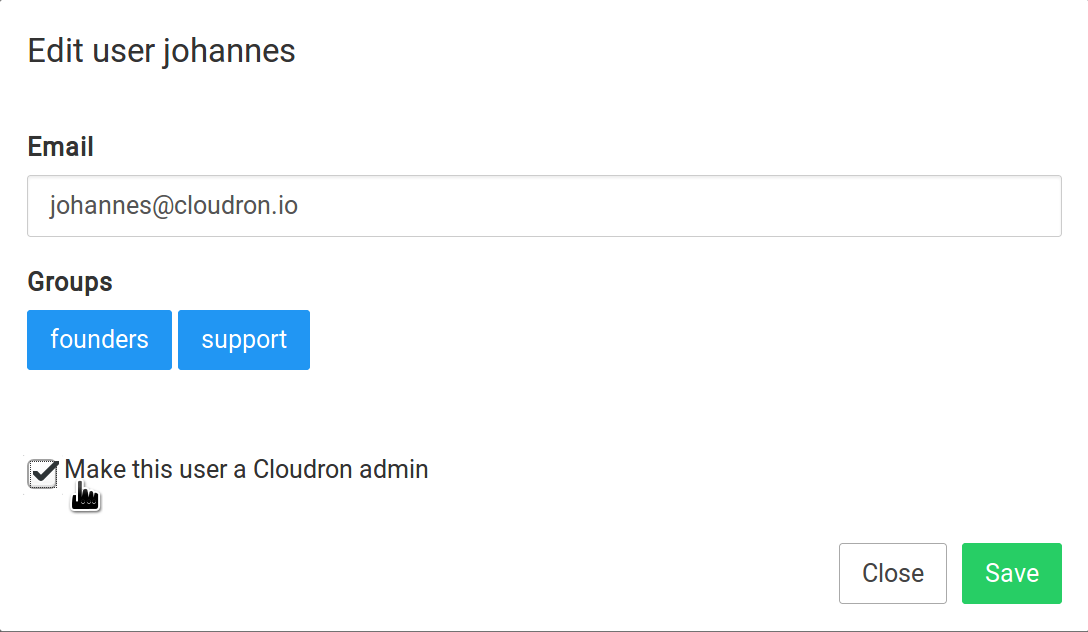 Edit user johannes
Email
johannes@cloudron.io
Groups
founders support
Make this user a Cloudron admin
Close Save